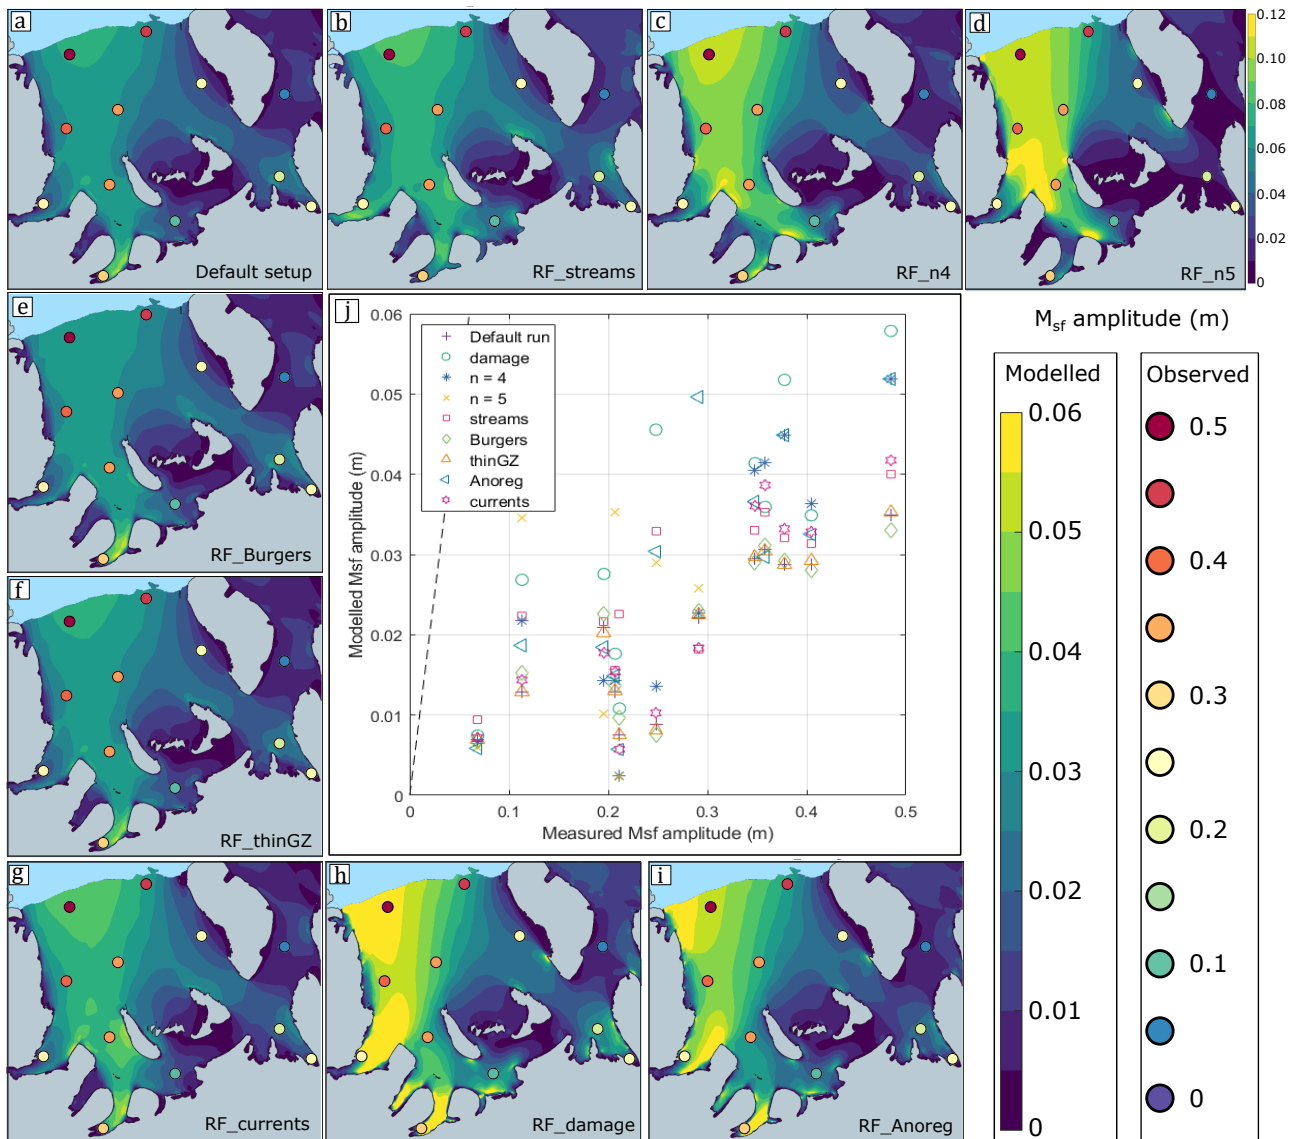 a
Default setup
b
RF_streams
c
RF_n4
d
RF_n5
0.12
0.10
0.08
0.06
0.04
0.02
0
e
RF_Burgers
f
RF_thinGZ
g
RF_currents
h
RF_damage
i
RF_Anoreg
j
0.06
0.05
0.04
0.03
0.02
0.01
0
Modelled Msf amplitude (m)
Default run
damage
n = 4
n = 5
streams
Burgers
thinGZ
Anoreg
currents
0 0.1 0.2 0.3 0.4 0.5
Measured Msf amplitude (m)
Msf amplitude (m)
Modelled
0.06
0.05
0.04
0.03
0.02
0.01
0
Observed
0.5
0.4
0.3
0.2
0.1
0